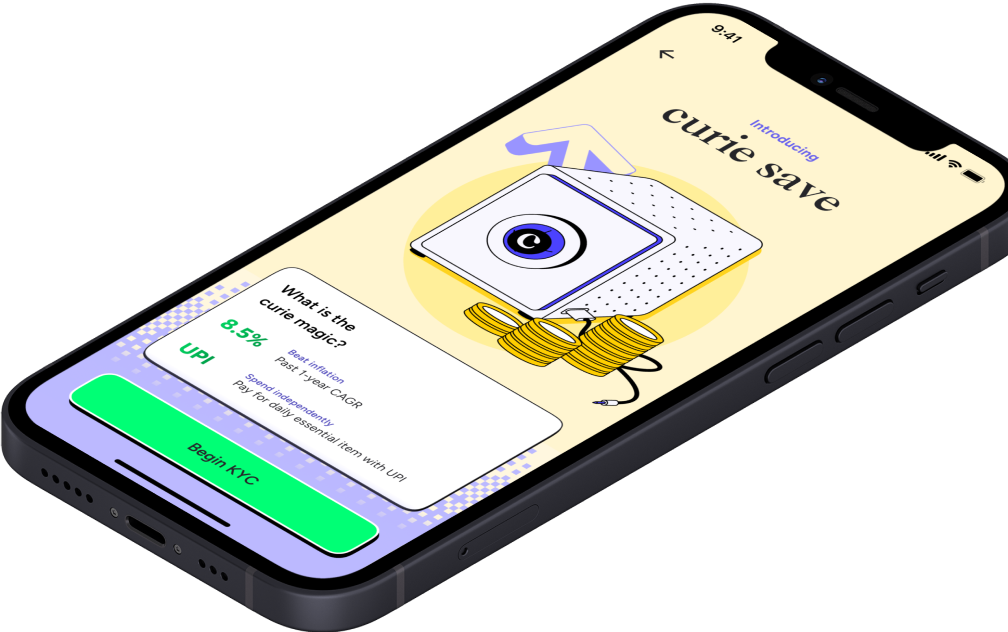 9:41
Introducing
curie save
C
What is the
curie magic?
8.5%
Beat inflation
Past 1-year CAGR
UPI
Spend independently
Pay for daily essential item with UPI
Begin KYC